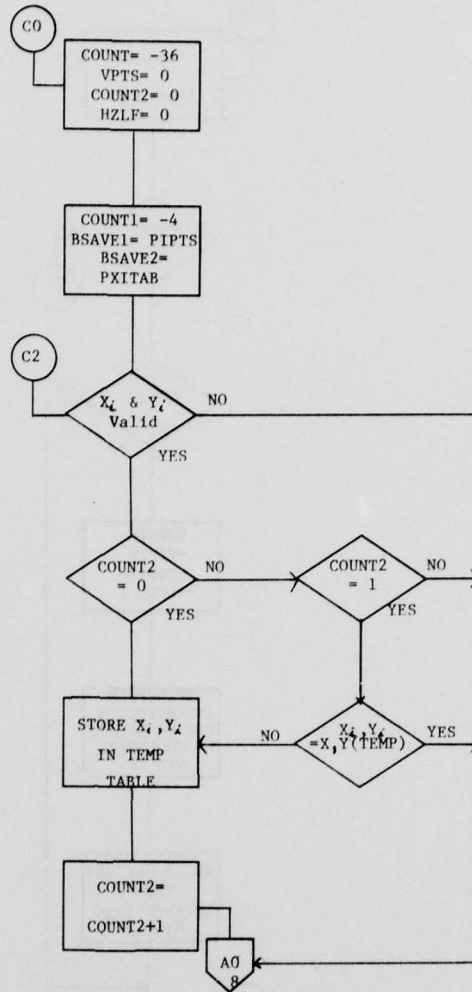 C0
COUNT= -36
VPTS= 0
COUNT2= 0
HZLF= 0
COUNT1= -4
BSAVE1= PIPTS
BSAVE2=
PXITAB
C2
Xi & Yi
Valid
NO
YES
COUNT2
= 0
NO
YES
COUNT2
= 1
NO
YES
STORE Xi,Yi
IN TEMP
TABLE
NO
Xi,Yi
=X,Y(TEMP)
YES
COUNT2=
COUNT2+1
A0
8